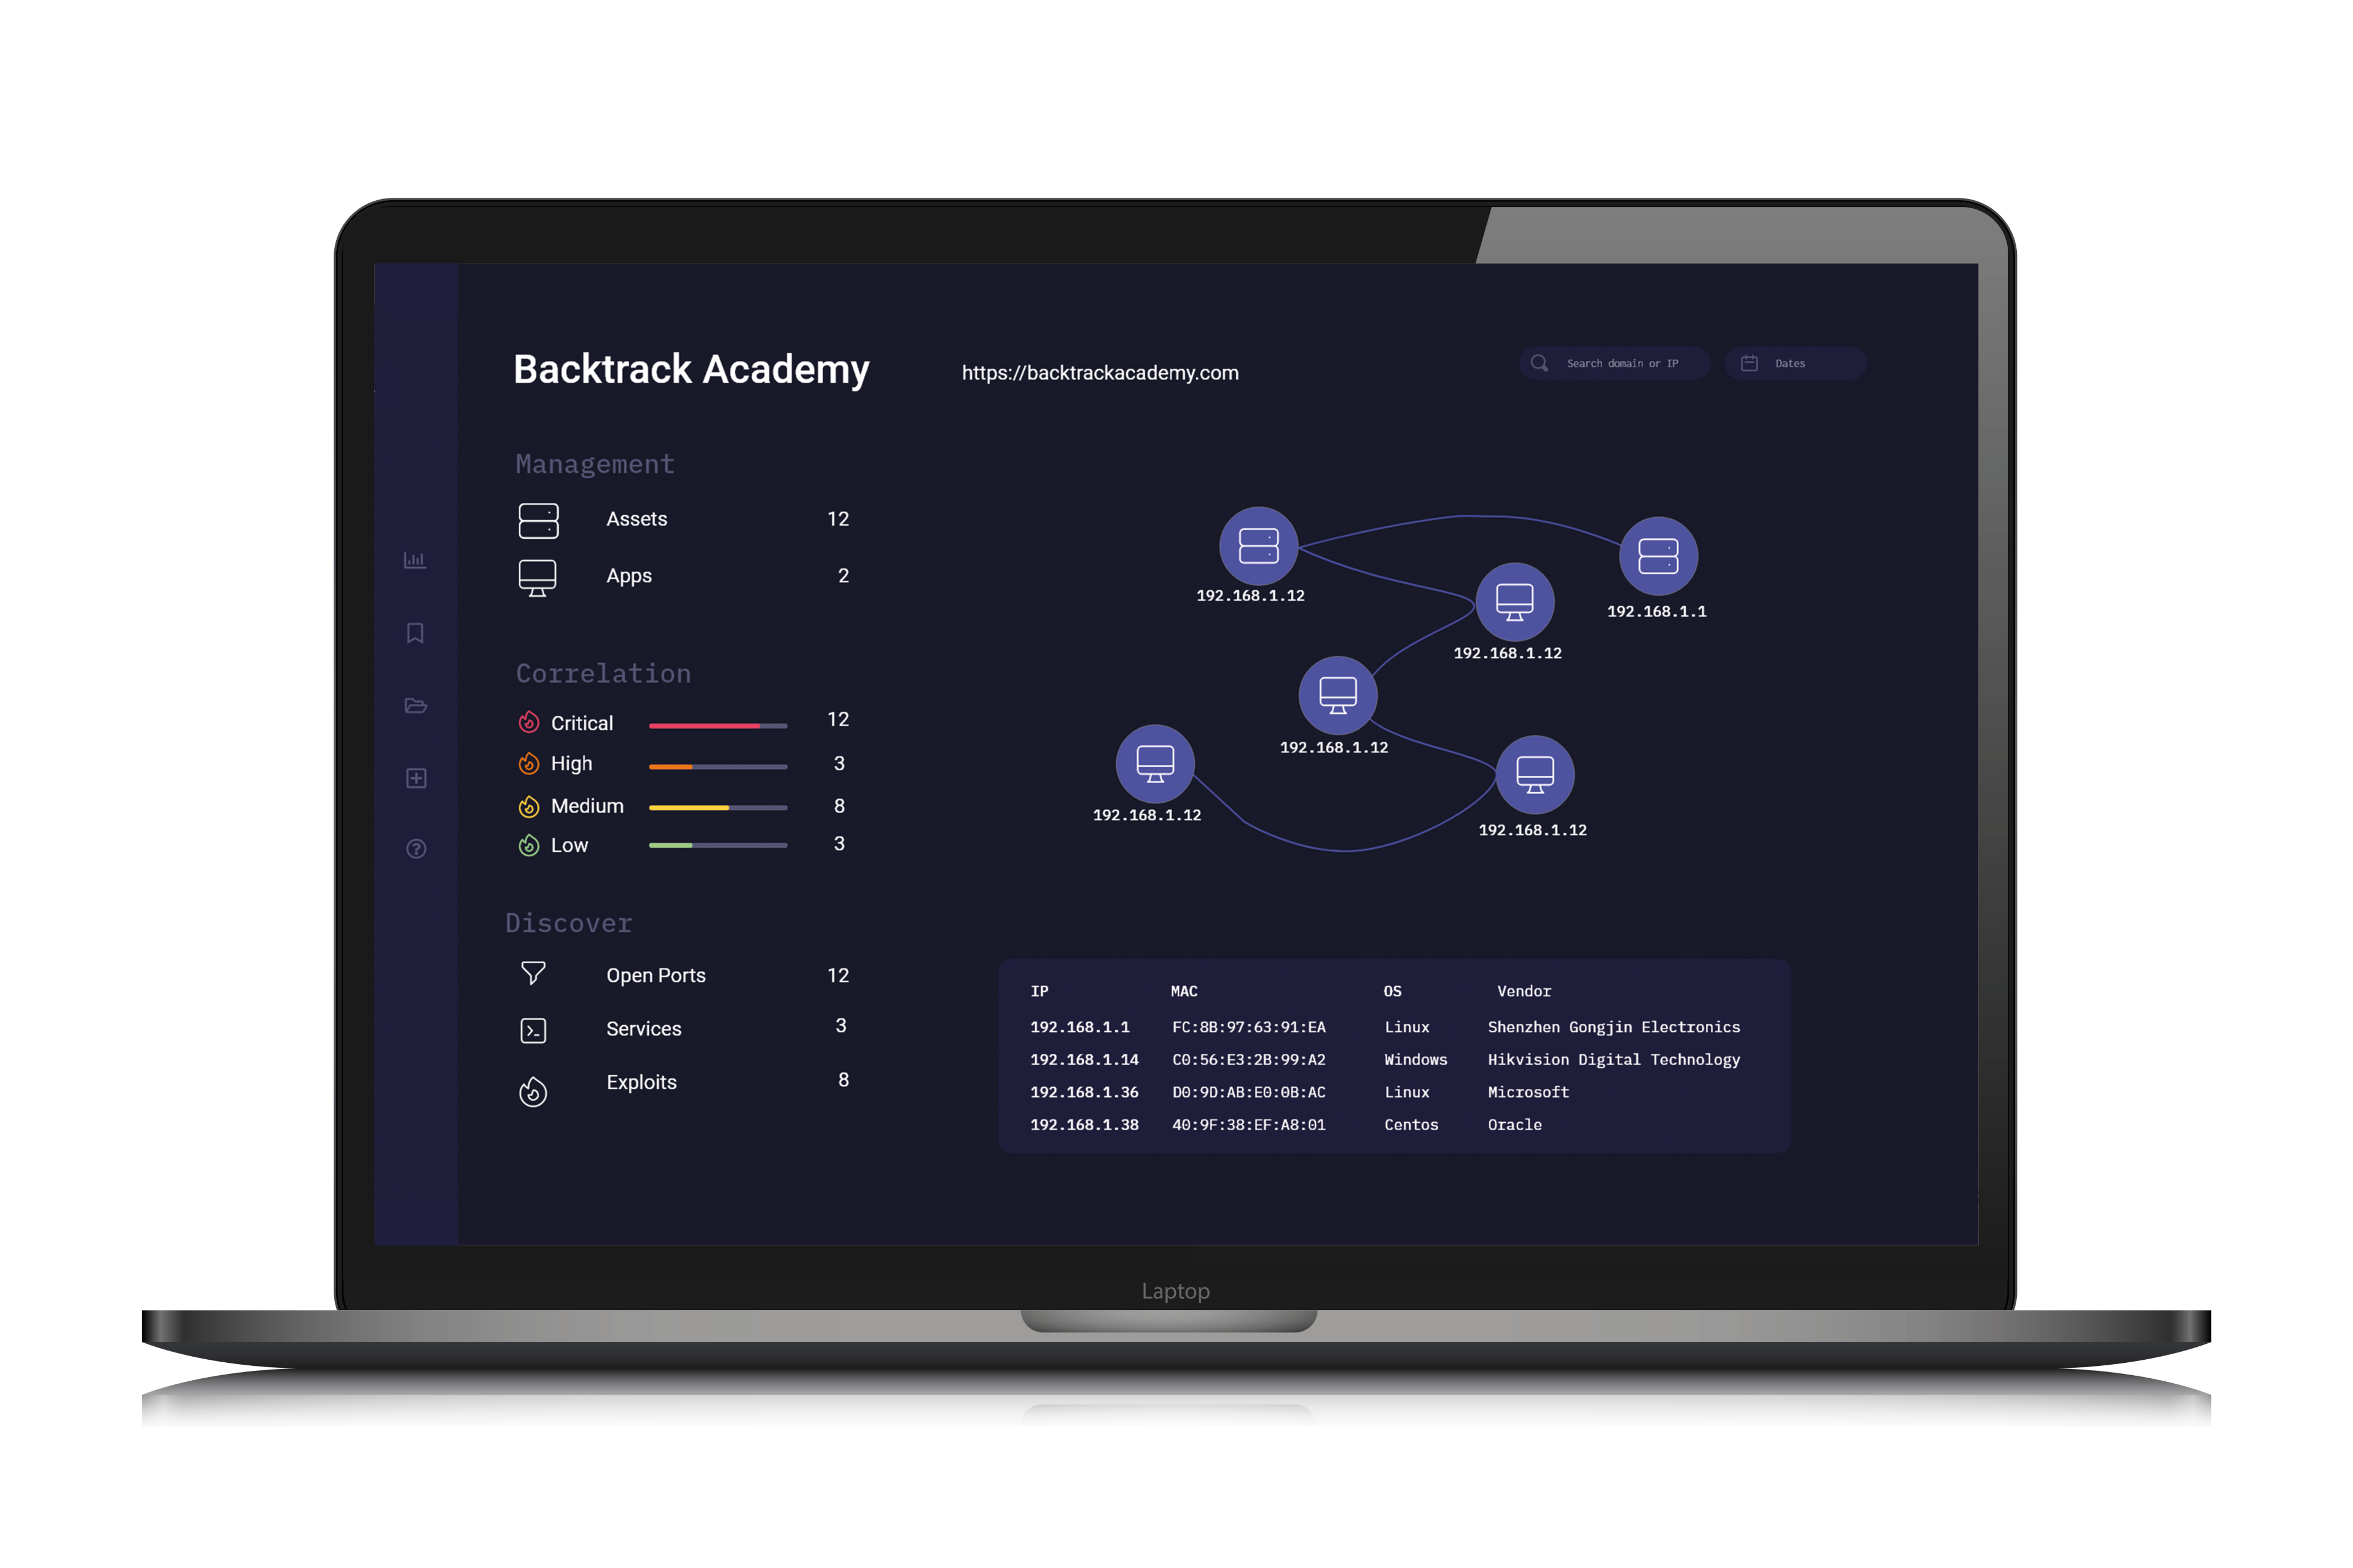 Backtrack Academy
https://backtrackacademy.com
Search domain or IP
Dates
Management
Assets 12
Apps 2
Correlation
Critical 12
High 3
Medium 8
Low 3
Discover
Open Ports 12
Services 3
Exploits 8
192.168.1.12
192.168.1.1
192.168.1.12
192.168.1.12
192.168.1.12
192.168.1.12
IP MAC OS Vendor
192.168.1.1 FC:8B:97:63:91:EA Linux Shenzhen Gongjin Electronics
192.168.1.14 C0:56:E3:2B:99:A2 Windows Hikvision Digital Technology
192.168.1.36 D0:9D:AB:E0:0B:AC Linux Microsoft
192.168.1.38 40:9F:38:EF:A8:01 Centos Oracle
Laptop